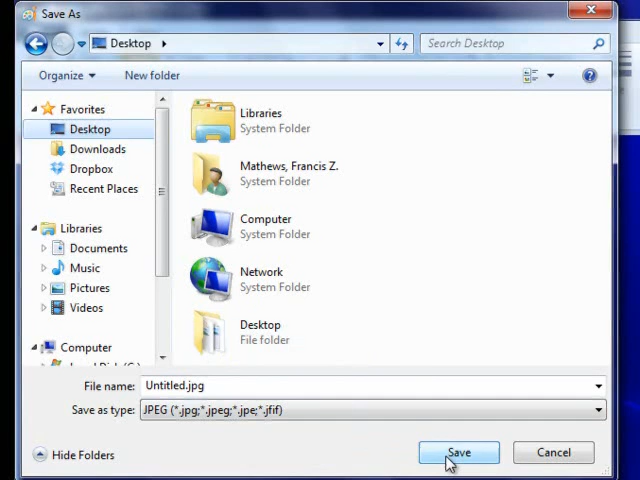 Save As
Desktop
Search Desktop
Organize
New folder
Favorites
Desktop
Downloads
Dropbox
Recent Places
Libraries
Documents
Music
Pictures
Videos
Computer
Libraries
System Folder
Mathews, Francis Z.
System Folder
Computer
System Folder
Network
System Folder
Desktop
File folder
File name:
Untitled.jpg
Save as type:
JPEG (*.jpg;*.jpeg;*.jpe;*.jfif)
Hide Folders
Save
Cancel